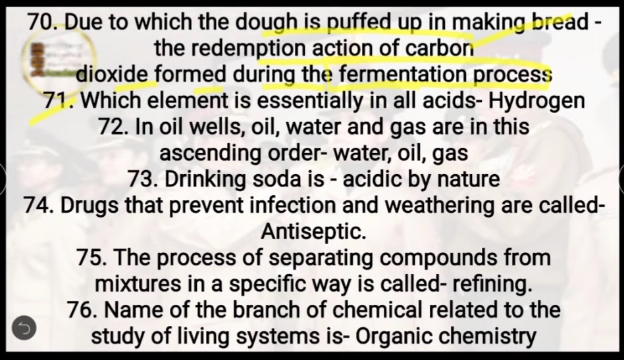 70. Due to which the dough is puffed up in making bread -
the redemption action of carbon
dioxide formed during the fermentation process
71. Which element is essentially in all acids- Hydrogen
72. In oil wells, oil, water and gas are in this
ascending order- water, oil, gas
73. Drinking soda is - acidic by nature
74. Drugs that prevent infection and weathering are called-
Antiseptic.
75. The process of separating compounds from
mixtures in a specific way is called- refining.
76. Name of the branch of chemical related to the
study of living systems is- Organic chemistry